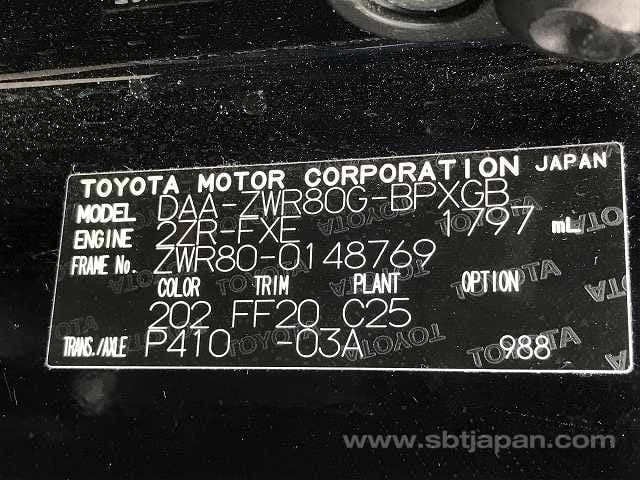 TOYOTA MOTOR CORPORATION JAPAN
MODEL DAA-ZWR80G-BPXGB
ENGINE 2ZR-FXE 1797 mL
FRAME No. ZWR80-0148769
COLOR TRIM PLANT OPTION
202 FF20 C25
TRANS./AXLE P410 -03A 988
www.sbtjapan.com